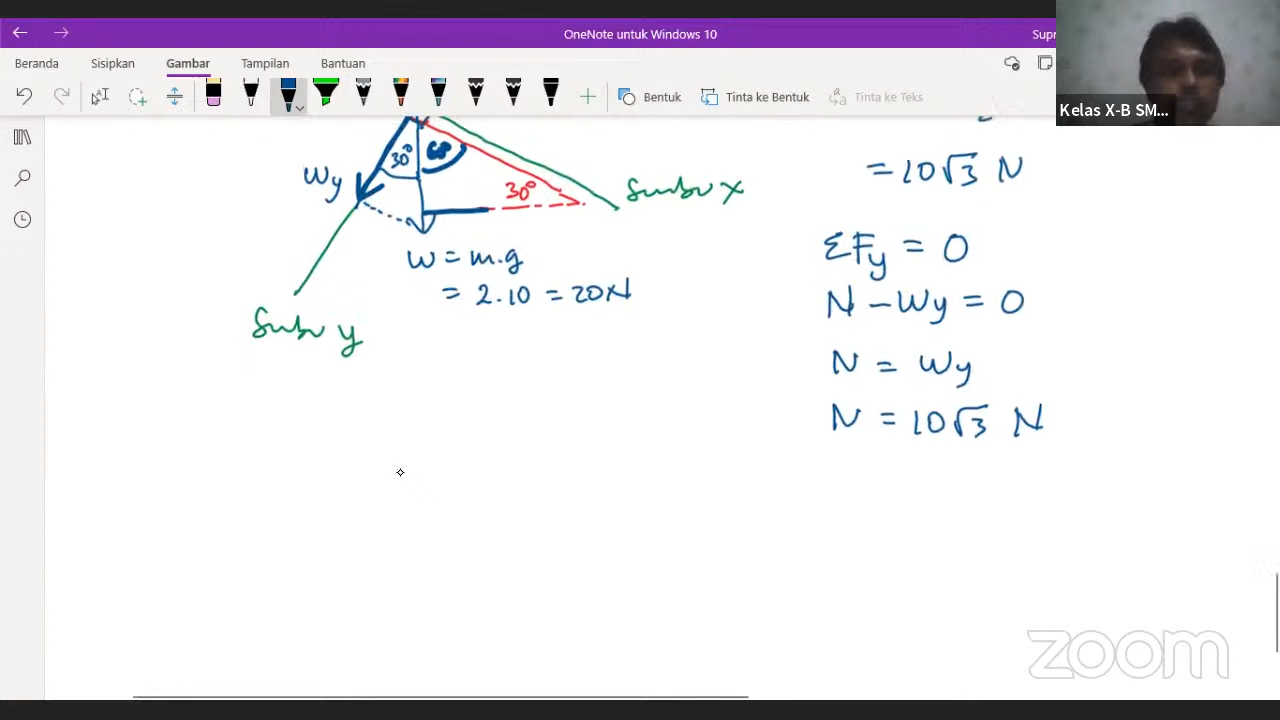 OneNote untuk Windows 10
Beranda Sisipkan Gambar Tampilan Bantuan
Bentuk Tinta ke Bentuk Tinta ke Teks
Kelas X-B SM...
30° 60°
Wy
30°
Sumbu X
W = m.g
= 2.10 = 20N
Sumbu y
= 10√3 N
ΣFy = 0
N - Wy = 0
N = Wy
N = 10√3 N
zoom